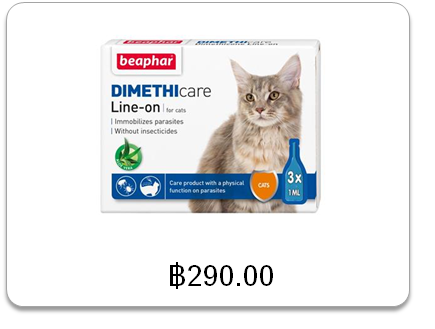 beaphar
DIMETHIcare
Line-on for cats
Immobilizes parasites
Without insecticides
Care product with a physical
function on parasites
CATS
3x
1 ML
฿290.00